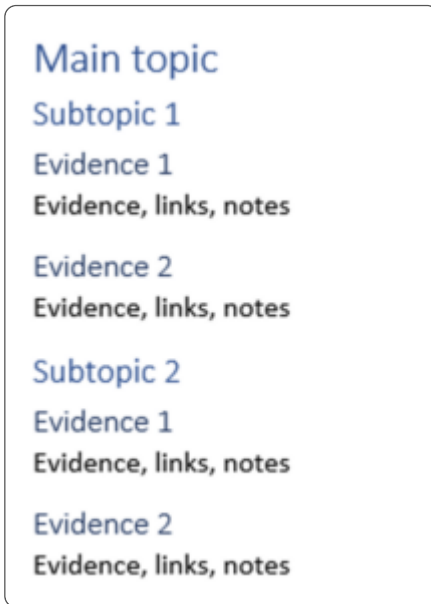 Main topic
Subtopic 1
Evidence 1
Evidence, links, notes
Evidence 2
Evidence, links, notes
Subtopic 2
Evidence 1
Evidence, links, notes
Evidence 2
Evidence, links, notes